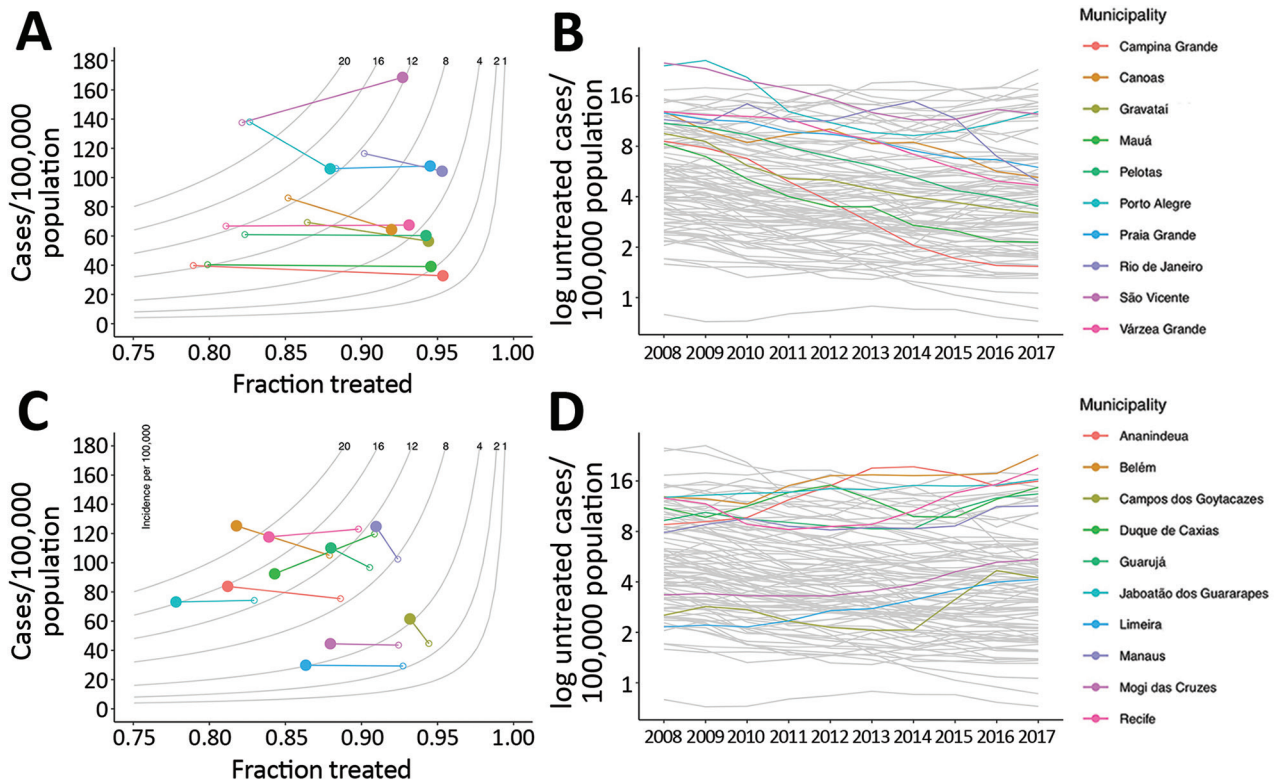 A
Cases/100,000
population
180
160
140
120
100
80
60
40
20
0
20
16
12
8
4
2
1
0.75
0.80
0.85
0.90
0.95
1.00
Fraction treated
B
log untreated cases/
100,000 population
16
8
4
2
1
2008
2009
2010
2011
2012
2013
2014
2015
2016
2017
Municipality
Campina Grande
Canoas
Gravataí
Mauá
Pelotas
Porto Alegre
Praia Grande
Rio de Janeiro
São Vicente
Várzea Grande
C
Cases/100,000
population
180
160
140
120
100
80
60
40
20
0
Incidence per 100,000
20
16
12
8
4
2
1
0.75
0.80
0.85
0.90
0.95
1.00
Fraction treated
D
log untreated cases/
100,000 population
16
8
4
2
1
2008
2009
2010
2011
2012
2013
2014
2015
2016
2017
Municipality
Ananindeua
Belém
Campos dos Goytacazes
Duque de Caxias
Guarujá
Jaboatão dos Guararapes
Limeira
Manaus
Mogi das Cruzes
Recife